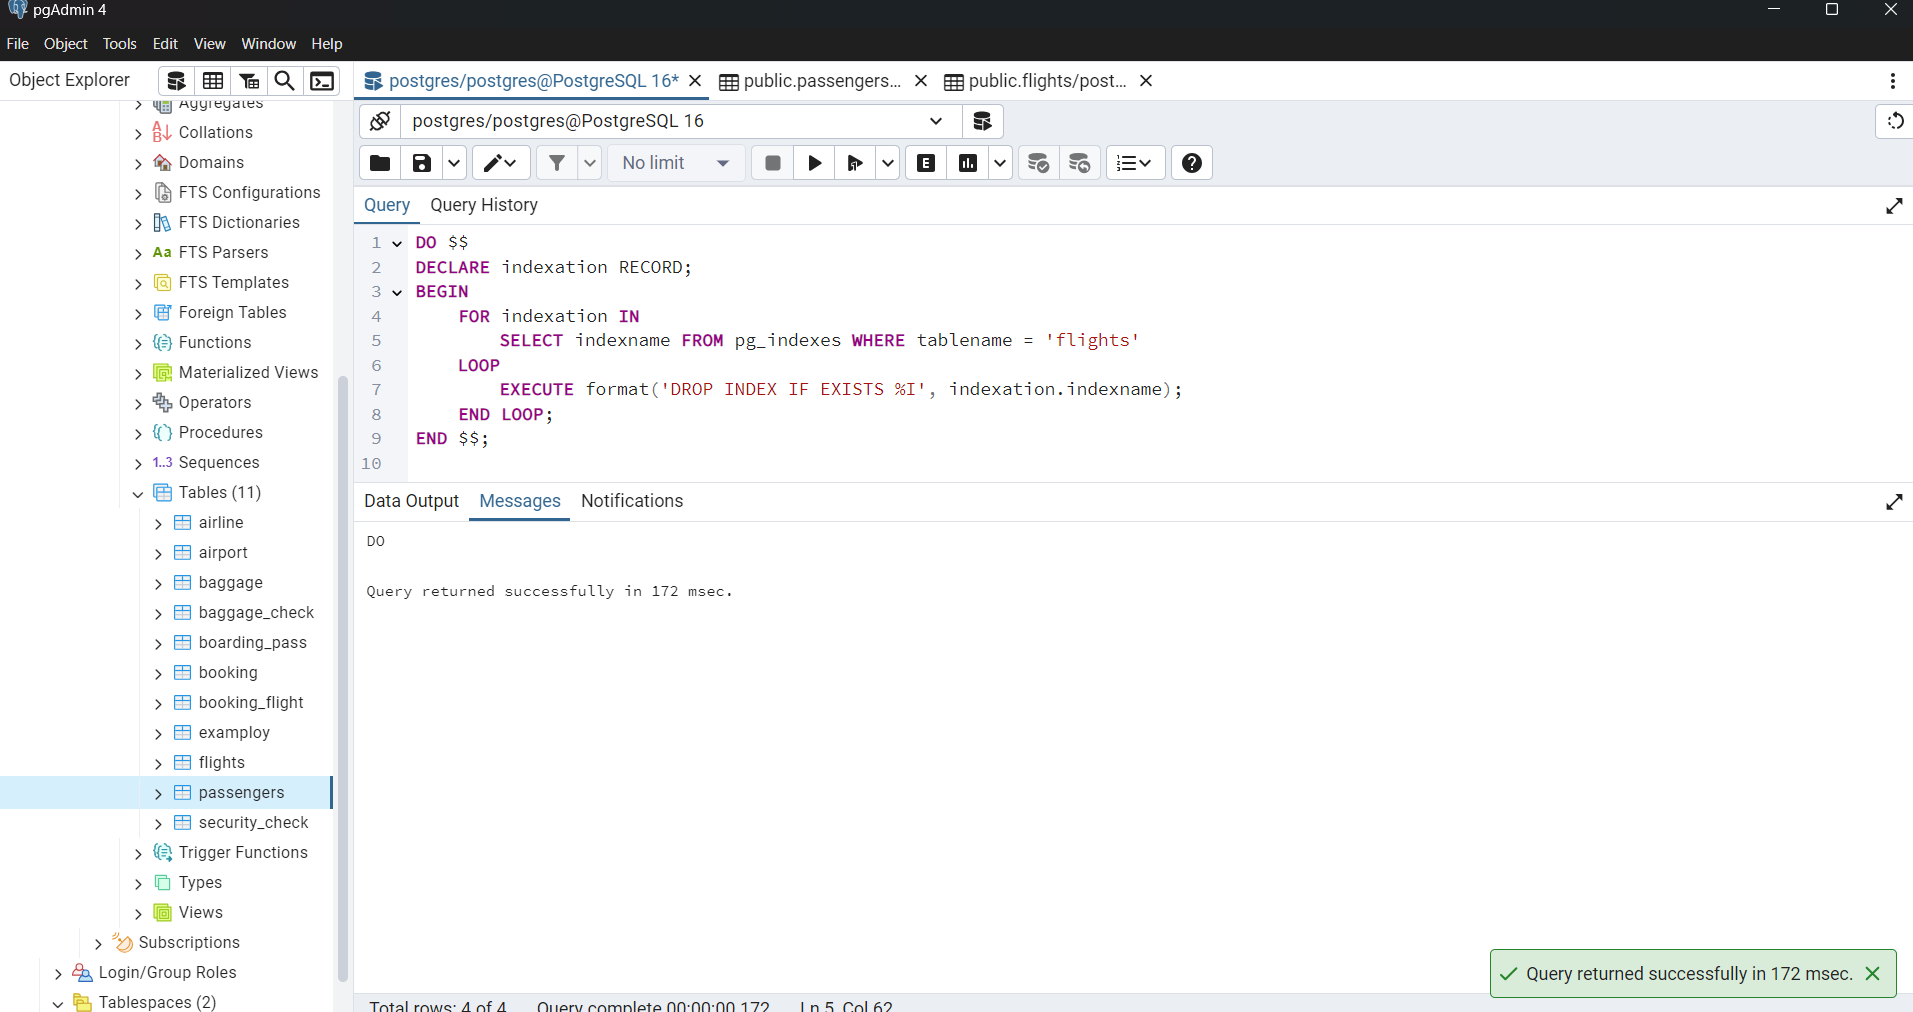 pgAdmin 4
File Object Tools Edit View Window Help
Object Explorer
postgres/postgres@PostgreSQL 16*
public.passengers...
public.flights/post...
Aggregates
Collations
Domains
FTS Configurations
FTS Dictionaries
Aa FTS Parsers
FTS Templates
Foreign Tables
Functions
Materialized Views
Operators
Procedures
1..3 Sequences
Tables (11)
airline
airport
baggage
baggage_check
boarding_pass
booking
booking_flight
examploy
flights
passengers
security_check
Trigger Functions
Types
Views
Subscriptions
Login/Group Roles
Tablespaces (2)
postgres/postgres@PostgreSQL 16
No limit
E
Query Query History
1 DO $$
2 DECLARE indexation RECORD;
3 BEGIN
4 FOR indexation IN
5 SELECT indexname FROM pg_indexes WHERE tablename = 'flights'
6 LOOP
7 EXECUTE format('DROP INDEX IF EXISTS %I', indexation.indexname);
8 END LOOP;
9 END $$;
10
Data Output Messages Notifications
DO
Query returned successfully in 172 msec.
Query returned successfully in 172 msec.
Total rows: 4 of 4 Query complete 00:00:00.172 Ln 5, Col 62